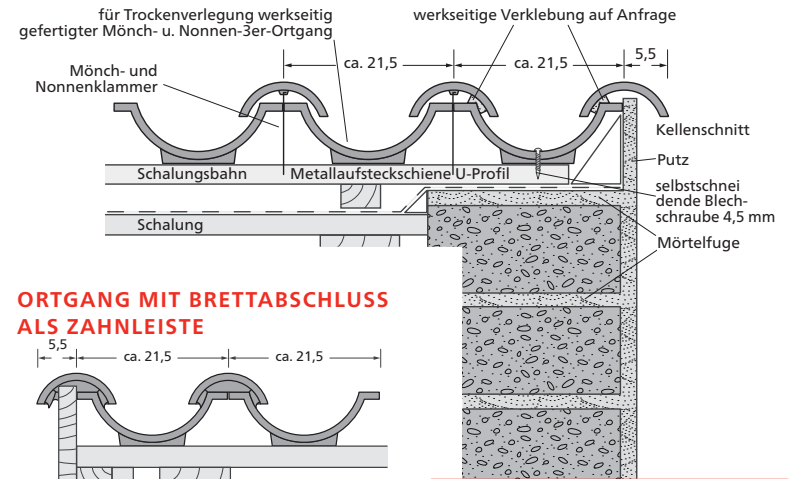 für Trockenverlegung werkseitig
gefertigter Mönch- u. Nonnen-3er-Ortgang
werkseitige Verklebung auf Anfrage
ca. 21,5
ca. 21,5
5,5
Mönch- und
Nonnenklammer
Kellenschnitt
Putz
Schalungsbahn
Metallaufsteckschiene U-Profil
selbstschnei
dende Blech-
schraube 4,5 mm
Schalung
Mörtelfuge
ORTGANG MIT BRETTABSCHLUSS
ALS ZAHNLEISTE
5,5
ca. 21,5
ca. 21,5